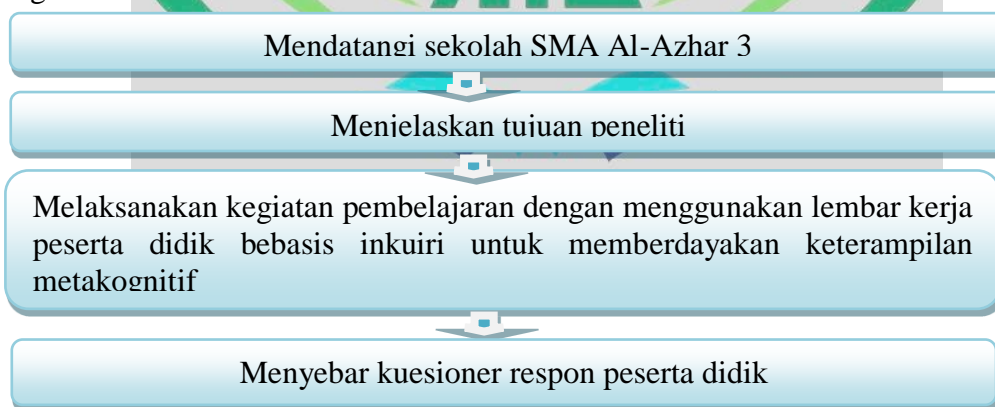 Mendatangi sekolah SMA Al-Azhar 3
Menjelaskan tujuan peneliti
Melaksanakan kegiatan pembelajaran dengan menggunakan lembar kerja
peserta didik bebasis inkuiri untuk memberdayakan keterampilan
metakognitif
Menyebar kuesioner respon peserta didik